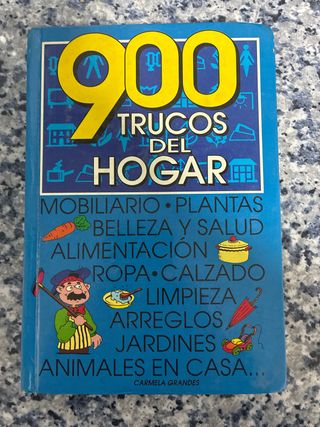 900
TRUCOS
DEL
HOGAR
MOBILIARIO • PLANTAS
BELLEZA Y SALUD
ALIMENTACIÓN
ROPA • CALZADO
LIMPIEZA
ARREGLOS
JARDINES
ANIMALES EN CASA...
CARMELA GRANDES